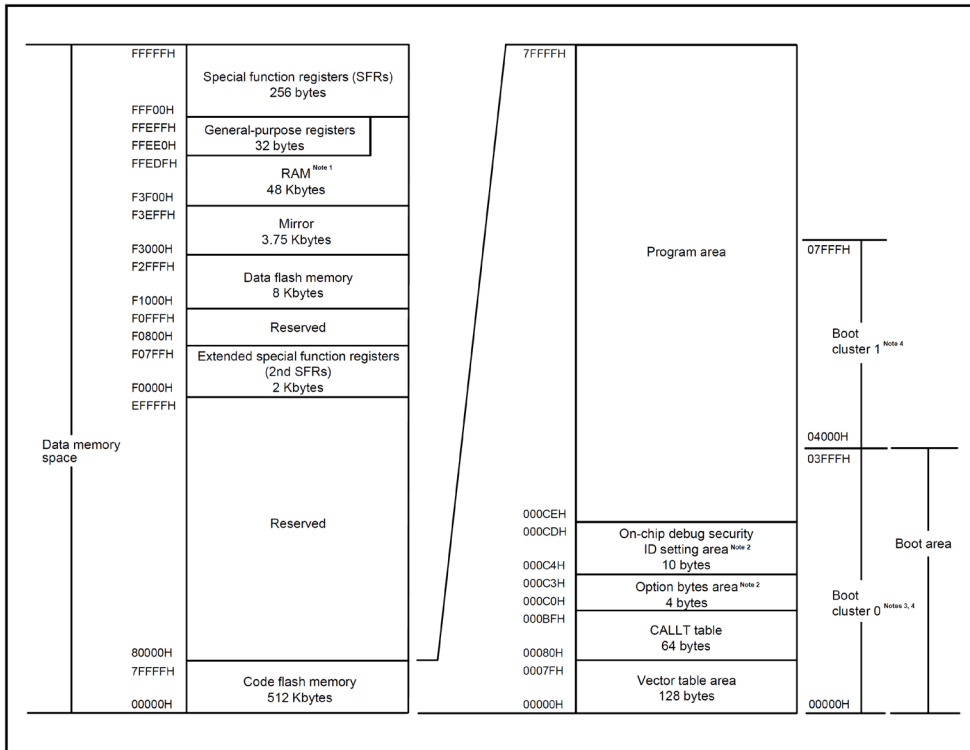 FFFFFH
Special function registers (SFRs)
256 bytes
FFF00H
FFEFFH
General-purpose registers
32 bytes
FFEE0H
FFEDFH
RAM Note 1
48 Kbytes
F3F00H
F3EFFH
Mirror
3.75 Kbytes
F3000H
F2FFFH
Data flash memory
8 Kbytes
F1000H
F0FFFH
Reserved
F0800H
F07FFH
Extended special function registers
(2nd SFRs)
2 Kbytes
F0000H
EFFFFH
Data memory
space
Reserved
80000H
7FFFFH
Code flash memory
512 Kbytes
00000H
7FFFFH
Program area
000CEH
000CDH
On-chip debug security
ID setting area Note 2
10 bytes
000C4H
000C3H
Option bytes area Note 2
4 bytes
000C0H
000BFH
CALLT table
64 bytes
00080H
0007FH
Vector table area
128 bytes
00000H
07FFFH
Boot
cluster 1 Note 4
04000H
03FFFH
Boot area
Boot
cluster 0 Notes 3, 4
00000H